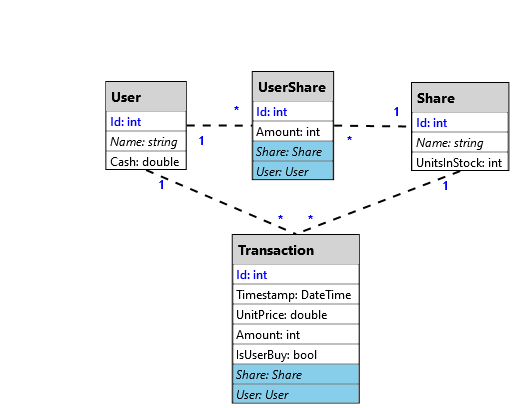 User
Id: int
Name: string
Cash: double
*
1
UserShare
Id: int
Amount: int
Share: Share
User: User
1
*
Share
Id: int
Name: string
UnitsInStock: int
1
*
*
1
Transaction
Id: int
Timestamp: DateTime
UnitPrice: double
Amount: int
IsUserBuy: bool
Share: Share
User: User